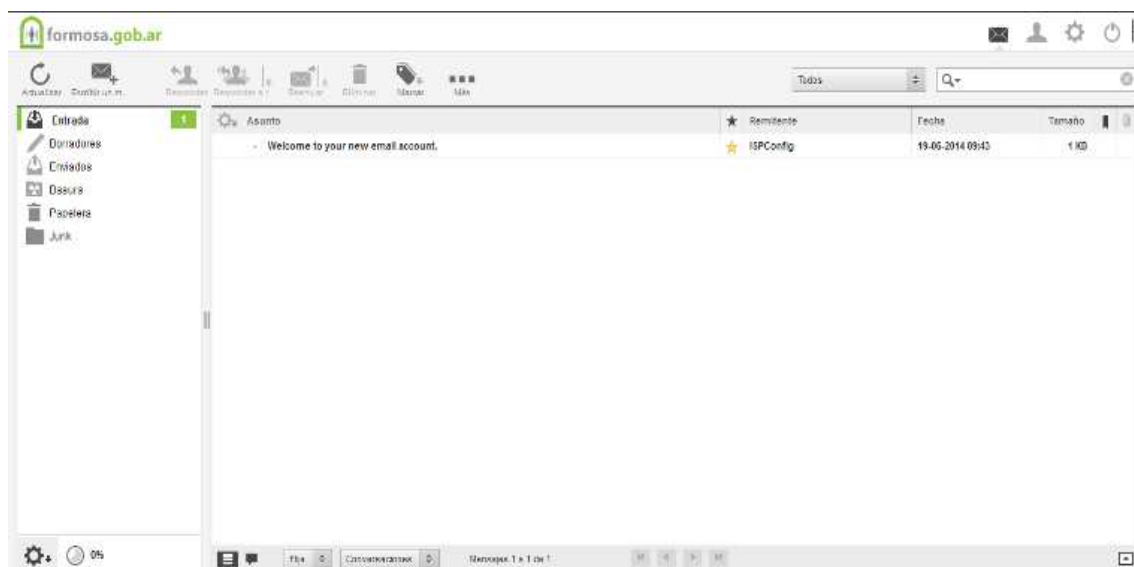 formosa.gob.ar
Actualizar
Responder
Eliminar
Marcar
Más
Todos
Entrada 1
Borradores
Enviados
Basura
Papelera
Junk
Asunto Remitente Fecha Tamaño
Welcome to your new email account. ISPConfig 19-06-2014 09:43 1 KB
0% Conversaciones Mensajes 1 a 1 de 1